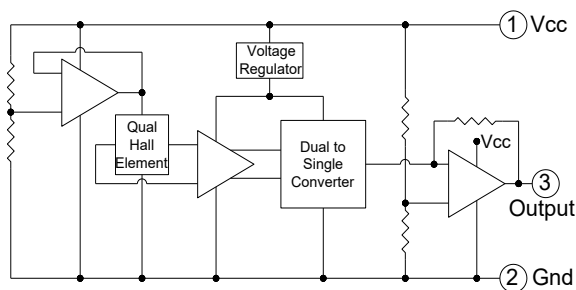 1 Vcc
Voltage
Regulator
Qual
Hall
Element
Dual to
Single
Converter
Vcc
3
Output
2 Gnd